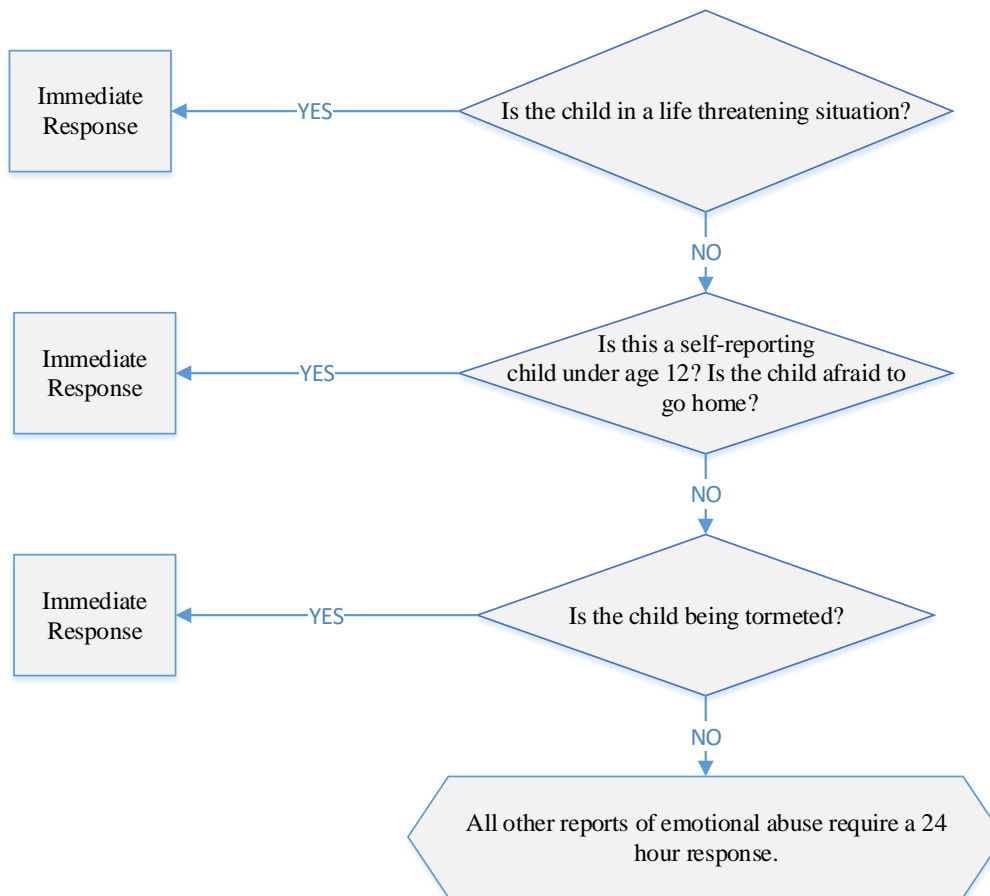 Immediate
Response
YES
Is the child in a life threatening situation?
NO
Immediate
Response
YES
Is this a self-reporting
child under age 12? Is the child afraid to
go home?
NO
Immediate
Response
YES
Is the child being tormeted?
NO
All other reports of emotional abuse require a 24
hour response.